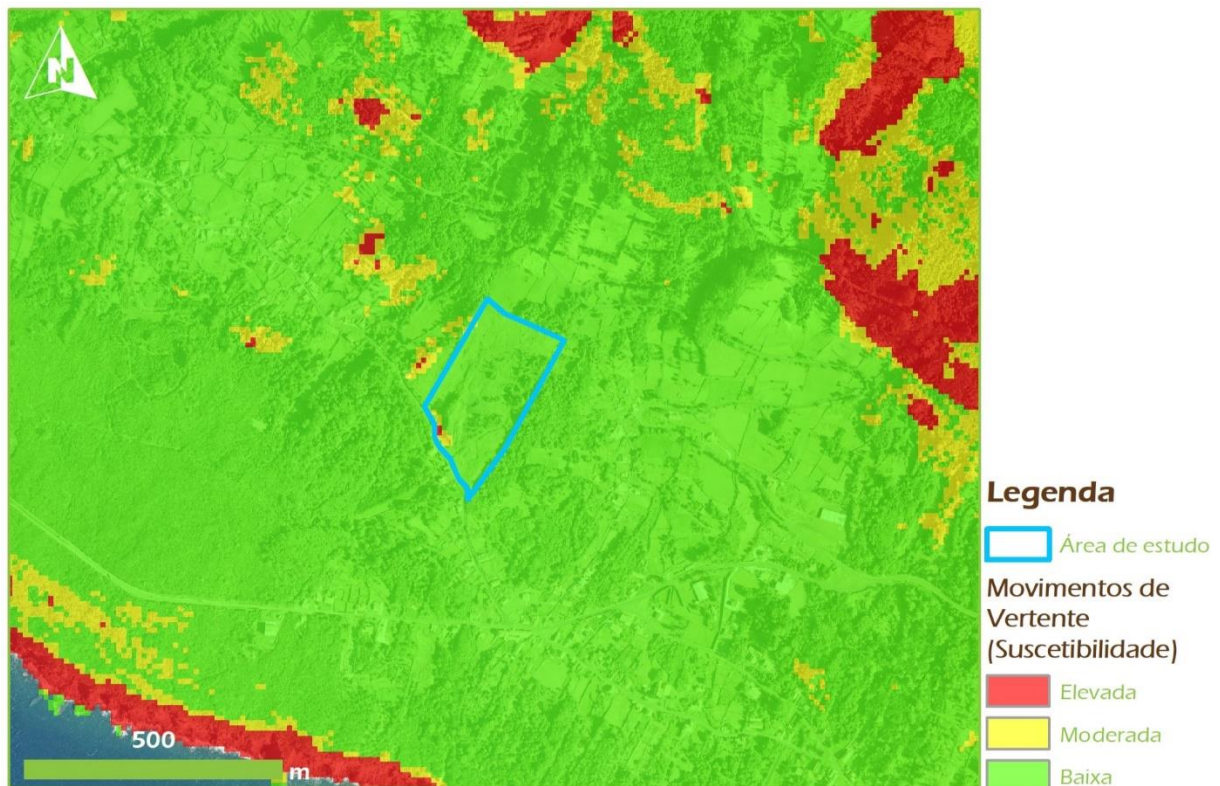 N
Legenda
Área de estudo
Movimentos de
Vertente
(Suscetibilidade)
Elevada
Moderada
Baixa
500
m